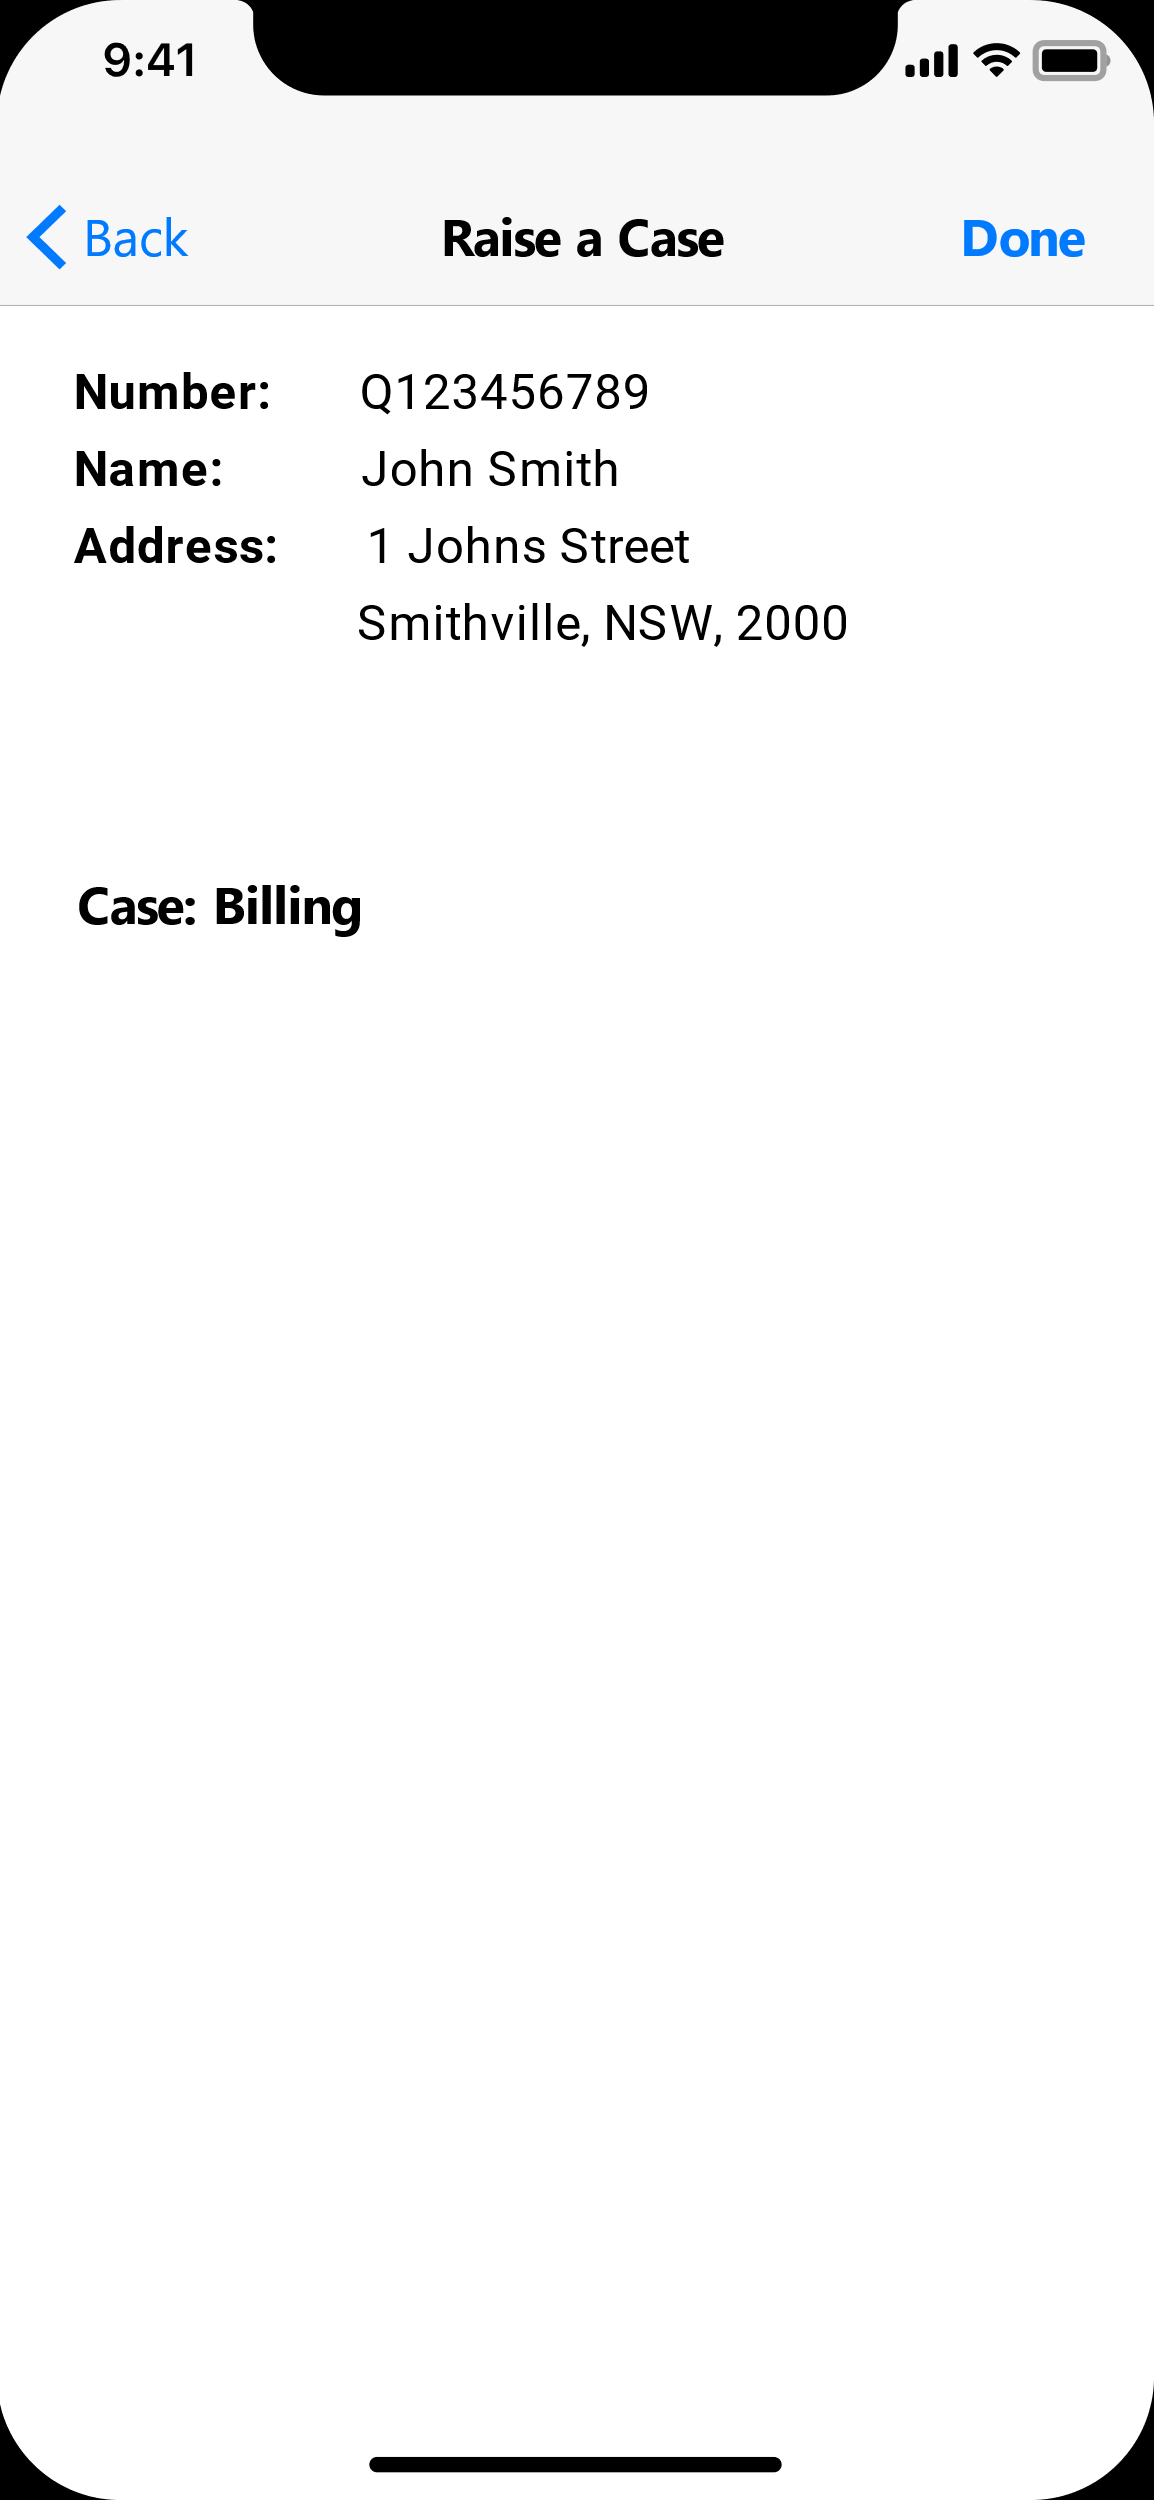 9:41
Back Raise a Case Done
Number: Q123456789
Name: John Smith
Address: 1 Johns Street
Smithville, NSW, 2000
Case: Billing